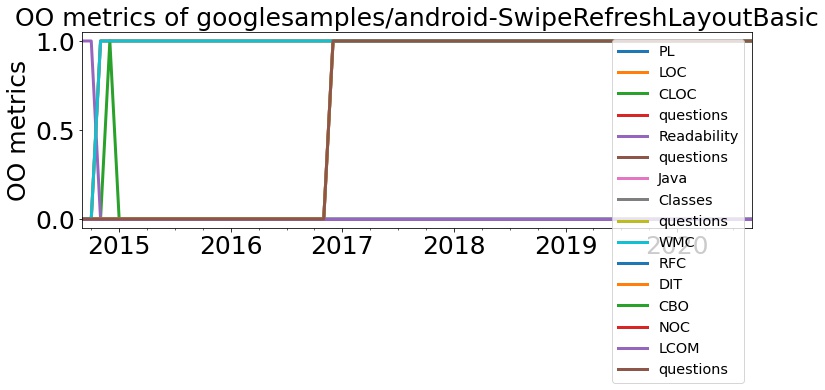 OO metrics of googlesamples/android-SwipeRefreshLayoutBasic
OO metrics
1.0
0.5
0.0
2015 2016 2017 2018 2019 2020
PL
LOC
CLOC
questions
Readability
questions
Java
Classes
questions
WMC
RFC
DIT
CBO
NOC
LCOM
questions